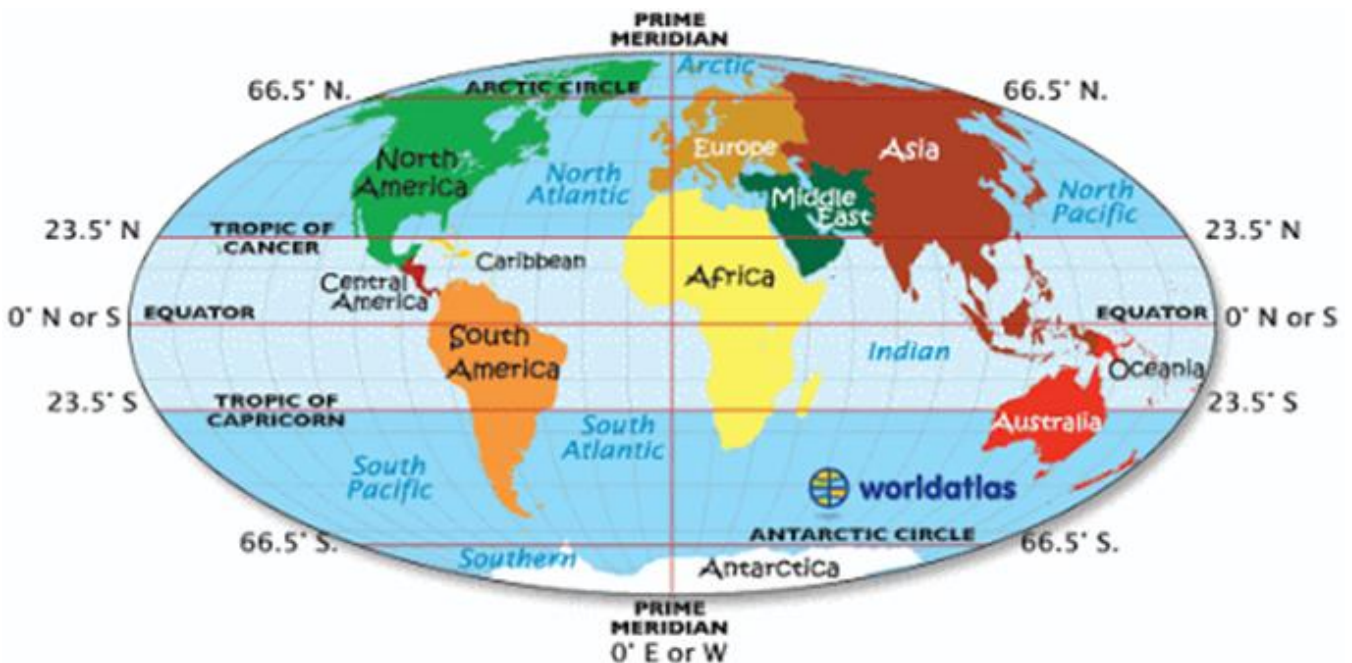 PRIME
MERIDIAN
Arctic
66.5° N.
ARCTIC CIRCLE
66.5° N.
North
America
North
Atlantic
Europe
Asia
Middle
East
North
Pacific
23.5° N
TROPIC OF
CANCER
23.5° N
Caribbean
Central
America
Africa
0° N or S
EQUATOR
EQUATOR
0° N or S
South
America
Indian
Oceania
23.5° S
TROPIC OF
CAPRICORN
23.5° S
South
Atlantic
Australia
South
Pacific
worldatlas
66.5° S.
ANTARCTIC CIRCLE
66.5° S.
Southern
Antarctica
PRIME
MERIDIAN
0° E or W